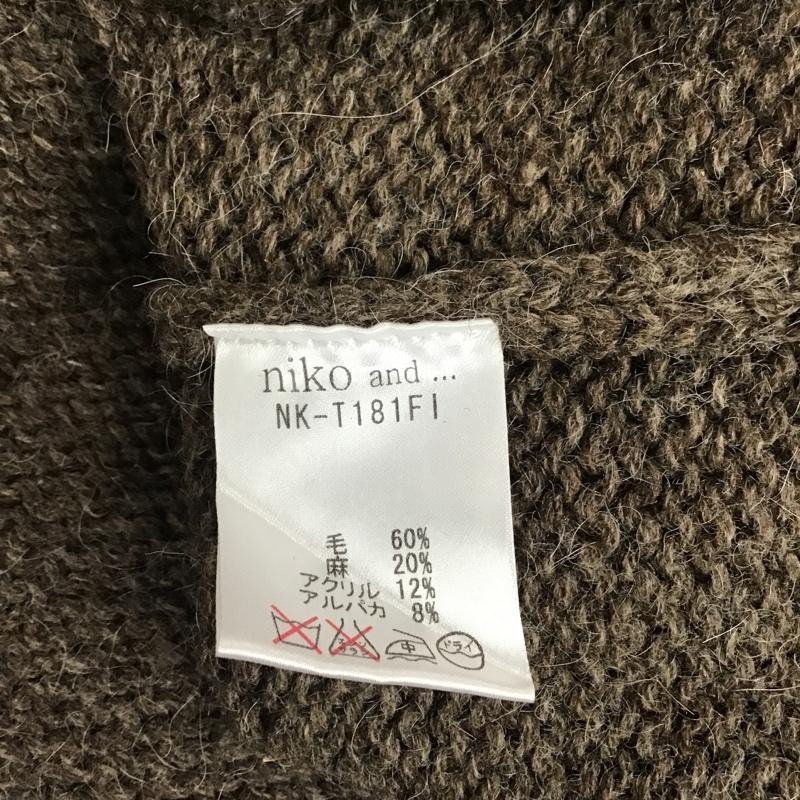 niko and ...
NK-T181FI
毛 60%
麻 20%
アクリル 12%
アルパカ 8%
中 ドライ